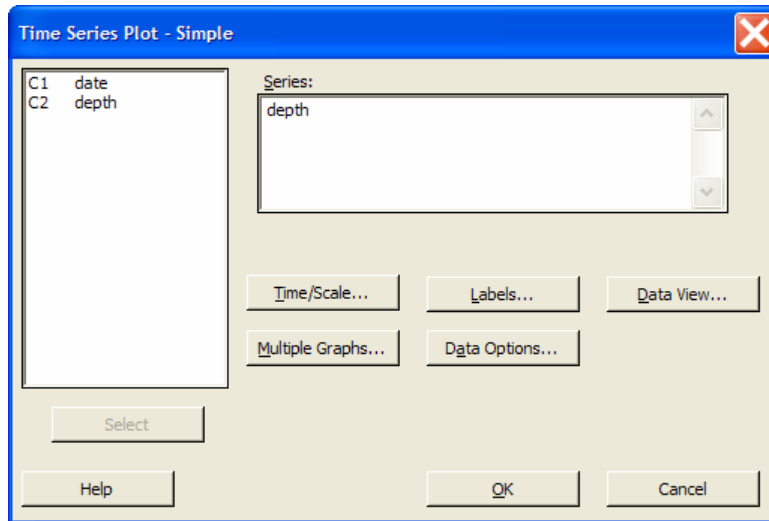 Time Series Plot - Simple
C1 date
C2 depth
Series:
depth
Time/Scale... Labels... Data View...
Multiple Graphs... Data Options...
Select
Help OK Cancel